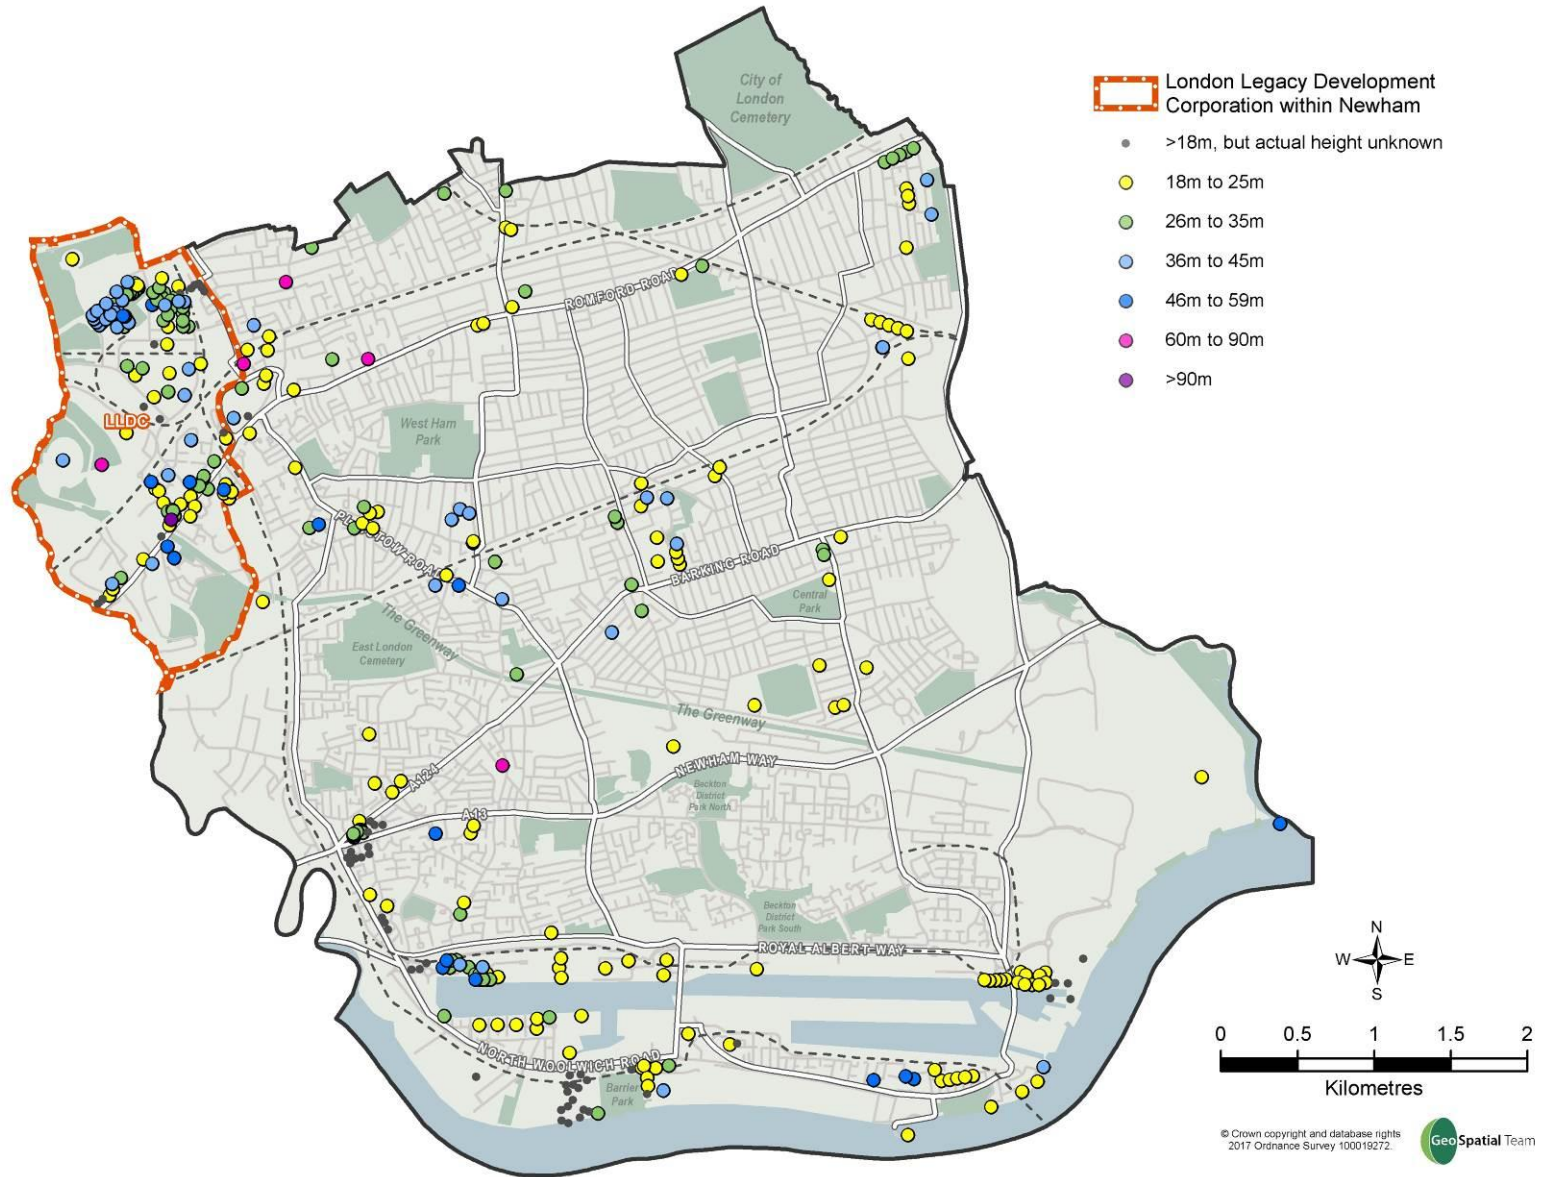 City of
London
Cemetery
London Legacy Development
Corporation within Newham
>18m, but actual height unknown
18m to 25m
26m to 35m
36m to 45m
46m to 59m
60m to 90m
>90m
ROMFORD ROAD
West Ham
Park
LLDC
PLAISTOW ROAD
BARKING ROAD
Central
Park
The Greenway
East London
Cemetery
The Greenway
NEWHAM WAY
A124
Beckton
District
Park North
A13
Beckton
District
Park South
ROYAL ALBERT WAY
NORTH WOOLWICH ROAD
Barrier
Park
N
W E
S
0 0.5 1 1.5 2
Kilometres
© Crown copyright and database rights
2017 Ordnance Survey 100019272.
GeoSpatial Team